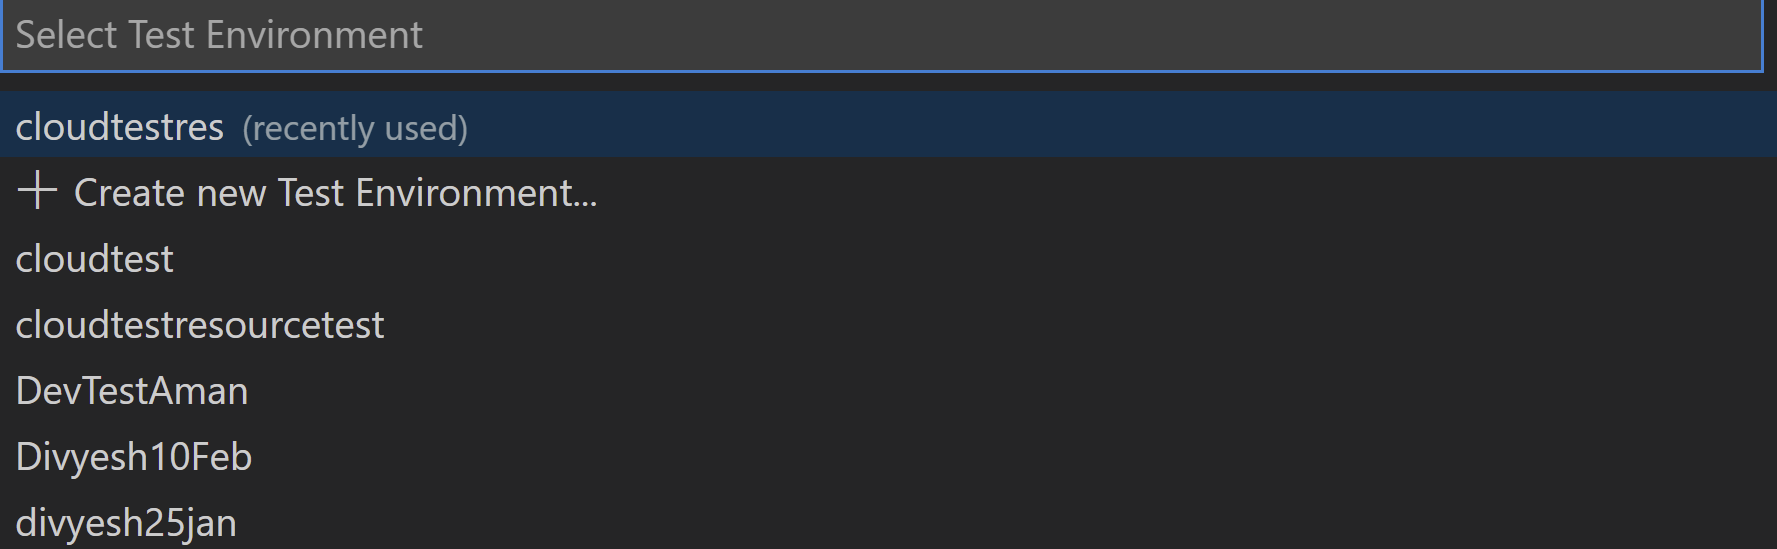 Select Test Environment
cloudtestres (recently used)
+ Create new Test Environment...
cloudtest
cloudtestresourcetest
DevTestAman
Divyesh10Feb
divyesh25jan